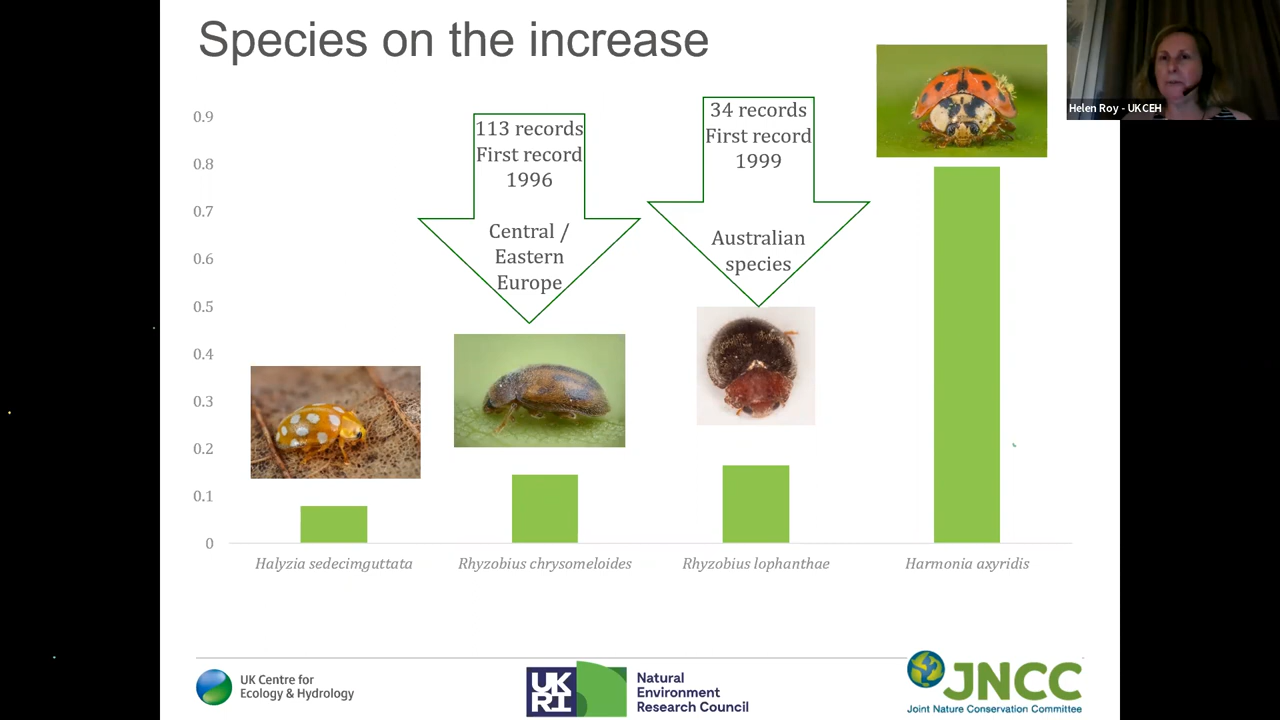 Species on the increase
Helen Roy - UKCEH
0.9
0.8
0.7
0.6
0.5
0.4
0.3
0.2
0.1
0
113 records
First record
1996
Central /
Eastern
Europe
34 records
First record
1999
Australian
species
Halyzia sedecimguttata
Rhyzobius chrysomeloides
Rhyzobius lophanthae
Harmonia axyridis
UK Centre for
Ecology & Hydrology
UK
RI
Natural
Environment
Research Council
JNCC
Joint Nature Conservation Committee